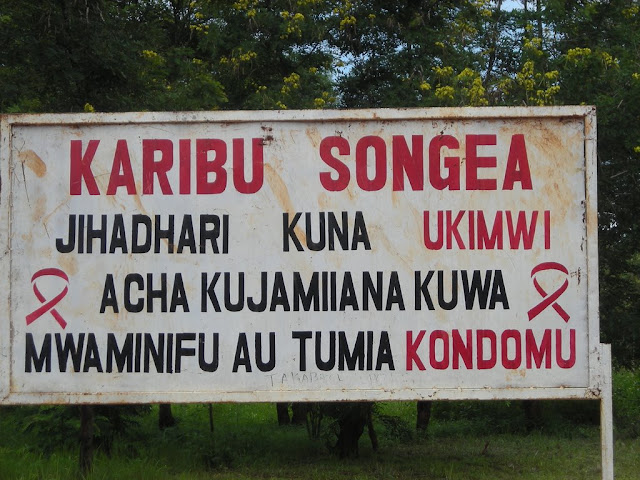 KARIBU SONGEA
JIHADHARI KUNA UKIMWI
ACHA KUJAMIIANA KUWA
MWAMINIFU AU TUMIA KONDOMU